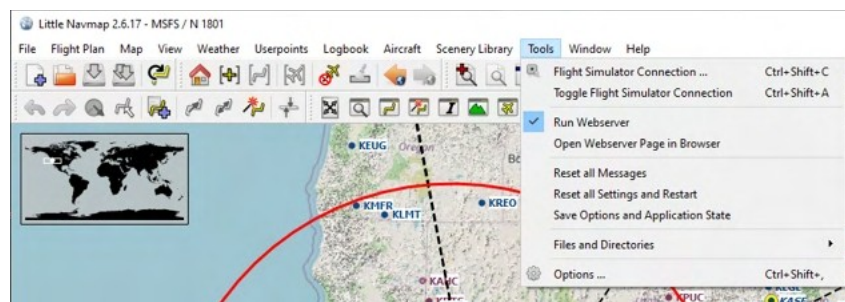 Little Navmap 2.6.17 - MSFS / N 1801
File Flight Plan Map View Weather Userpoints Logbook Aircraft Scenery Library Tools Window Help
Flight Simulator Connection ... Ctrl+Shift+C
Toggle Flight Simulator Connection Ctrl+Shift+A
Run Webserver
Open Webserver Page in Browser
Reset all Messages
Reset all Settings and Restart
Save Options and Application State
Files and Directories
Options ... Ctrl+Shift+,
KEUG Oregon
KMFR
KLMT
KREO
KPUC
KASE